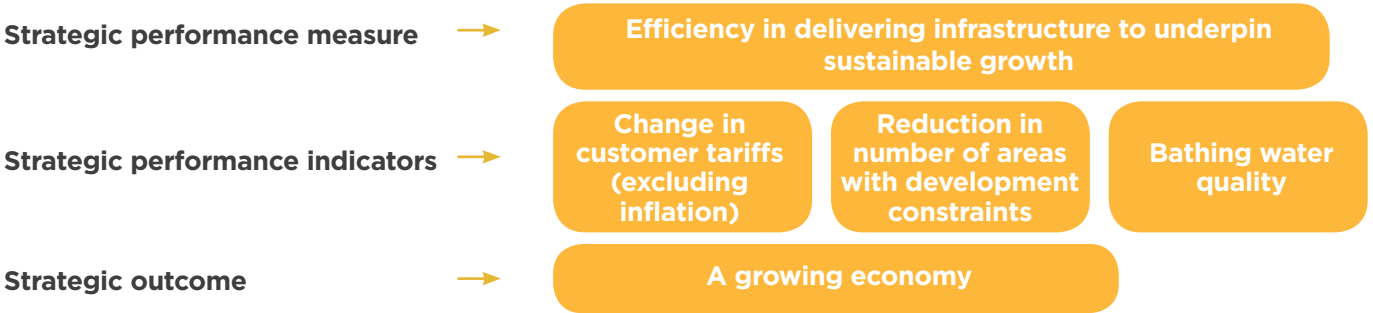 Strategic performance measure
Efficiency in delivering infrastructure to underpin
sustainable growth
Strategic performance indicators
Change in
customer tariffs
(excluding
inflation)
Reduction in
number of areas
with development
constraints
Bathing water
quality
Strategic outcome
A growing economy